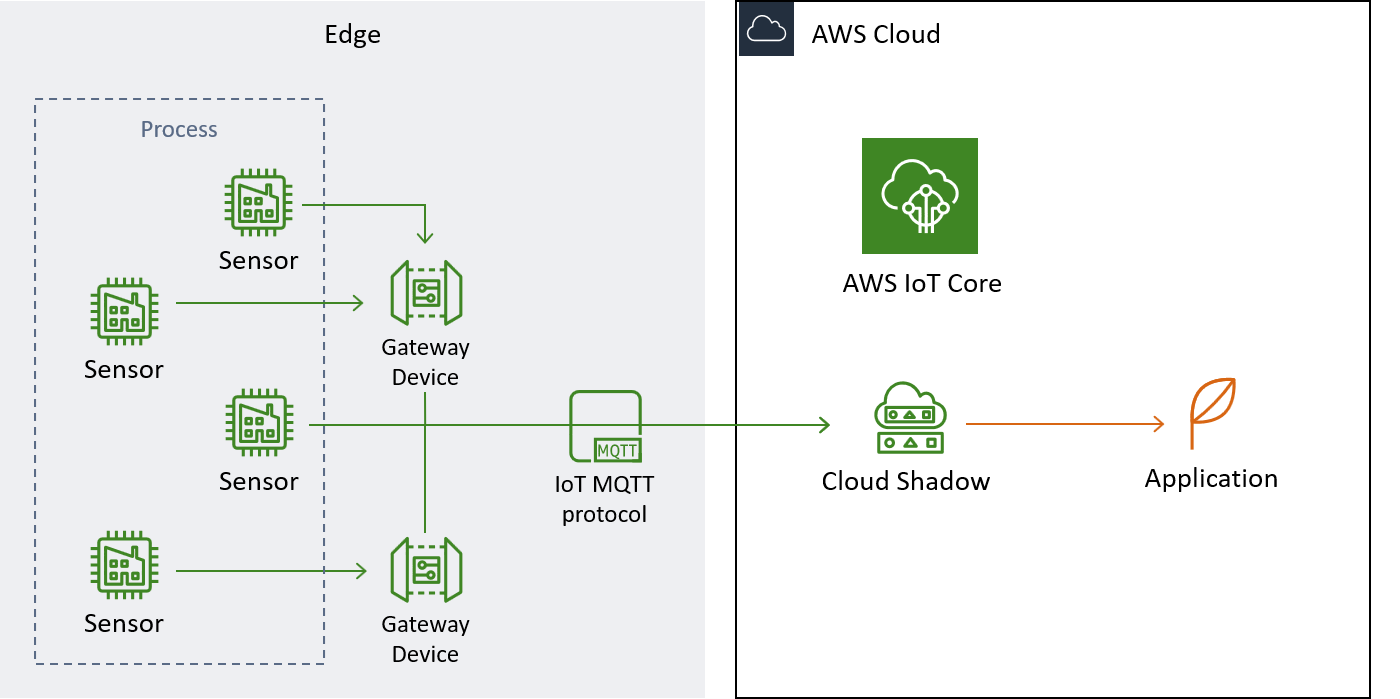 Edge
AWS Cloud
Process
Sensor
AWS IoT Core
Gateway
Device
Sensor
MQTT
Sensor
IoT MQTT
protocol
Cloud Shadow
Application
Sensor
Gateway
Device